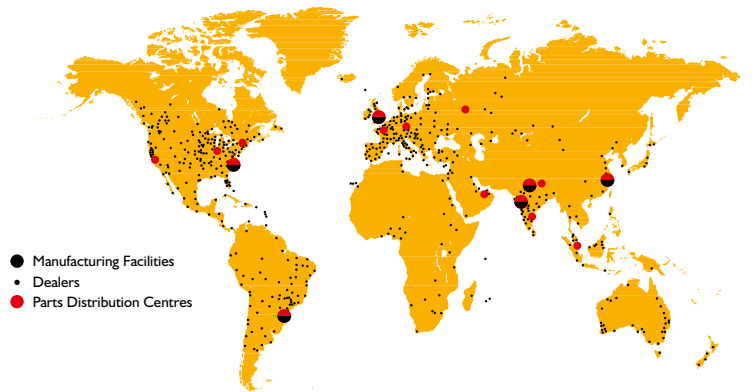 Manufacturing Facilities
Dealers
Parts Distribution Centres